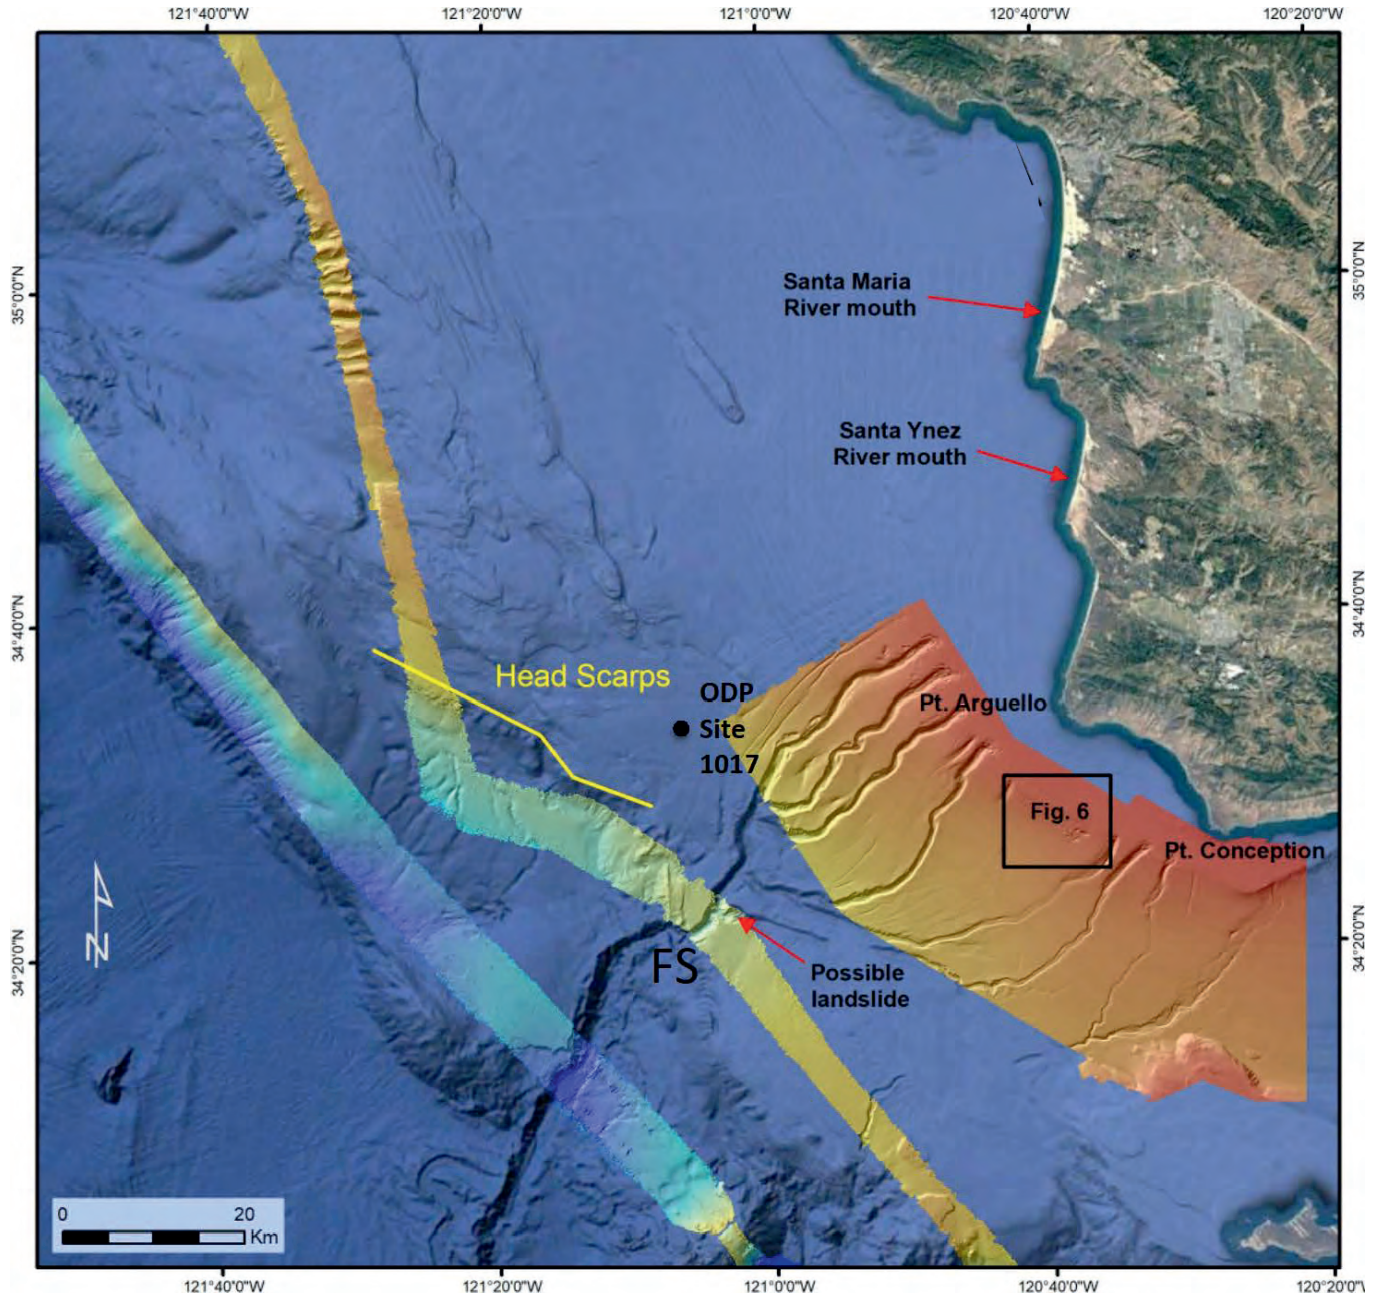 121°40'0"W
121°20'0"W
121°0'0"W
120°40'0"W
120°20'0"W
35°0'0"N
35°0'0"N
Santa Maria
River mouth
Santa Ynez
River mouth
34°40'0"N
34°40'0"N
Head Scarps
ODP
Site
1017
Pt. Arguello
Fig. 6
Pt. Conception
34°20'0"N
34°20'0"N
N
FS
Possible
landslide
0
20
Km
121°40'0"W
121°20'0"W
121°0'0"W
120°40'0"W
120°20'0"W